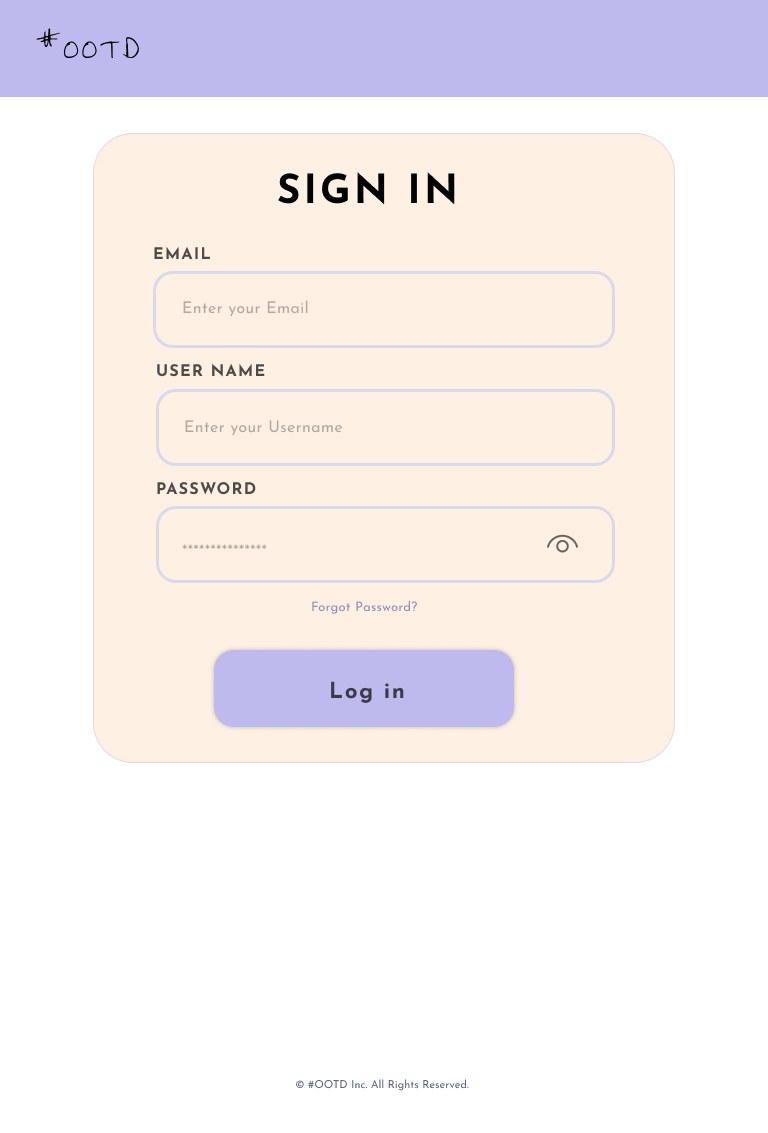 #OOTD
SIGN IN
EMAIL
Enter your Email
USER NAME
Enter your Username
PASSWORD
***************
Forgot Password?
Log in
© #OOTD Inc. All Rights Reserved.